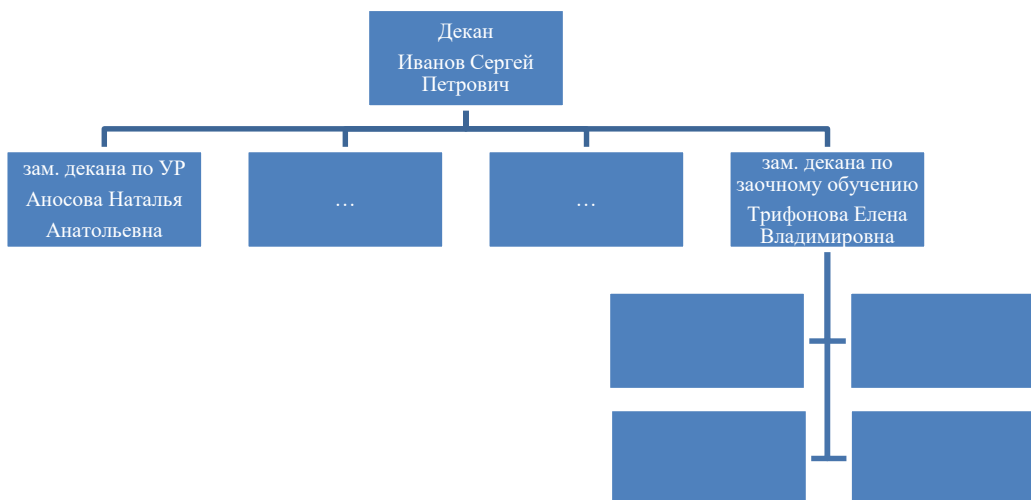 Декан
Иванов Сергей
Петрович
зам. декана по УР
Аносова Наталья
Анатольевна
…
…
зам. декана по
заочному обучению
Трифонова Елена
Владимировна